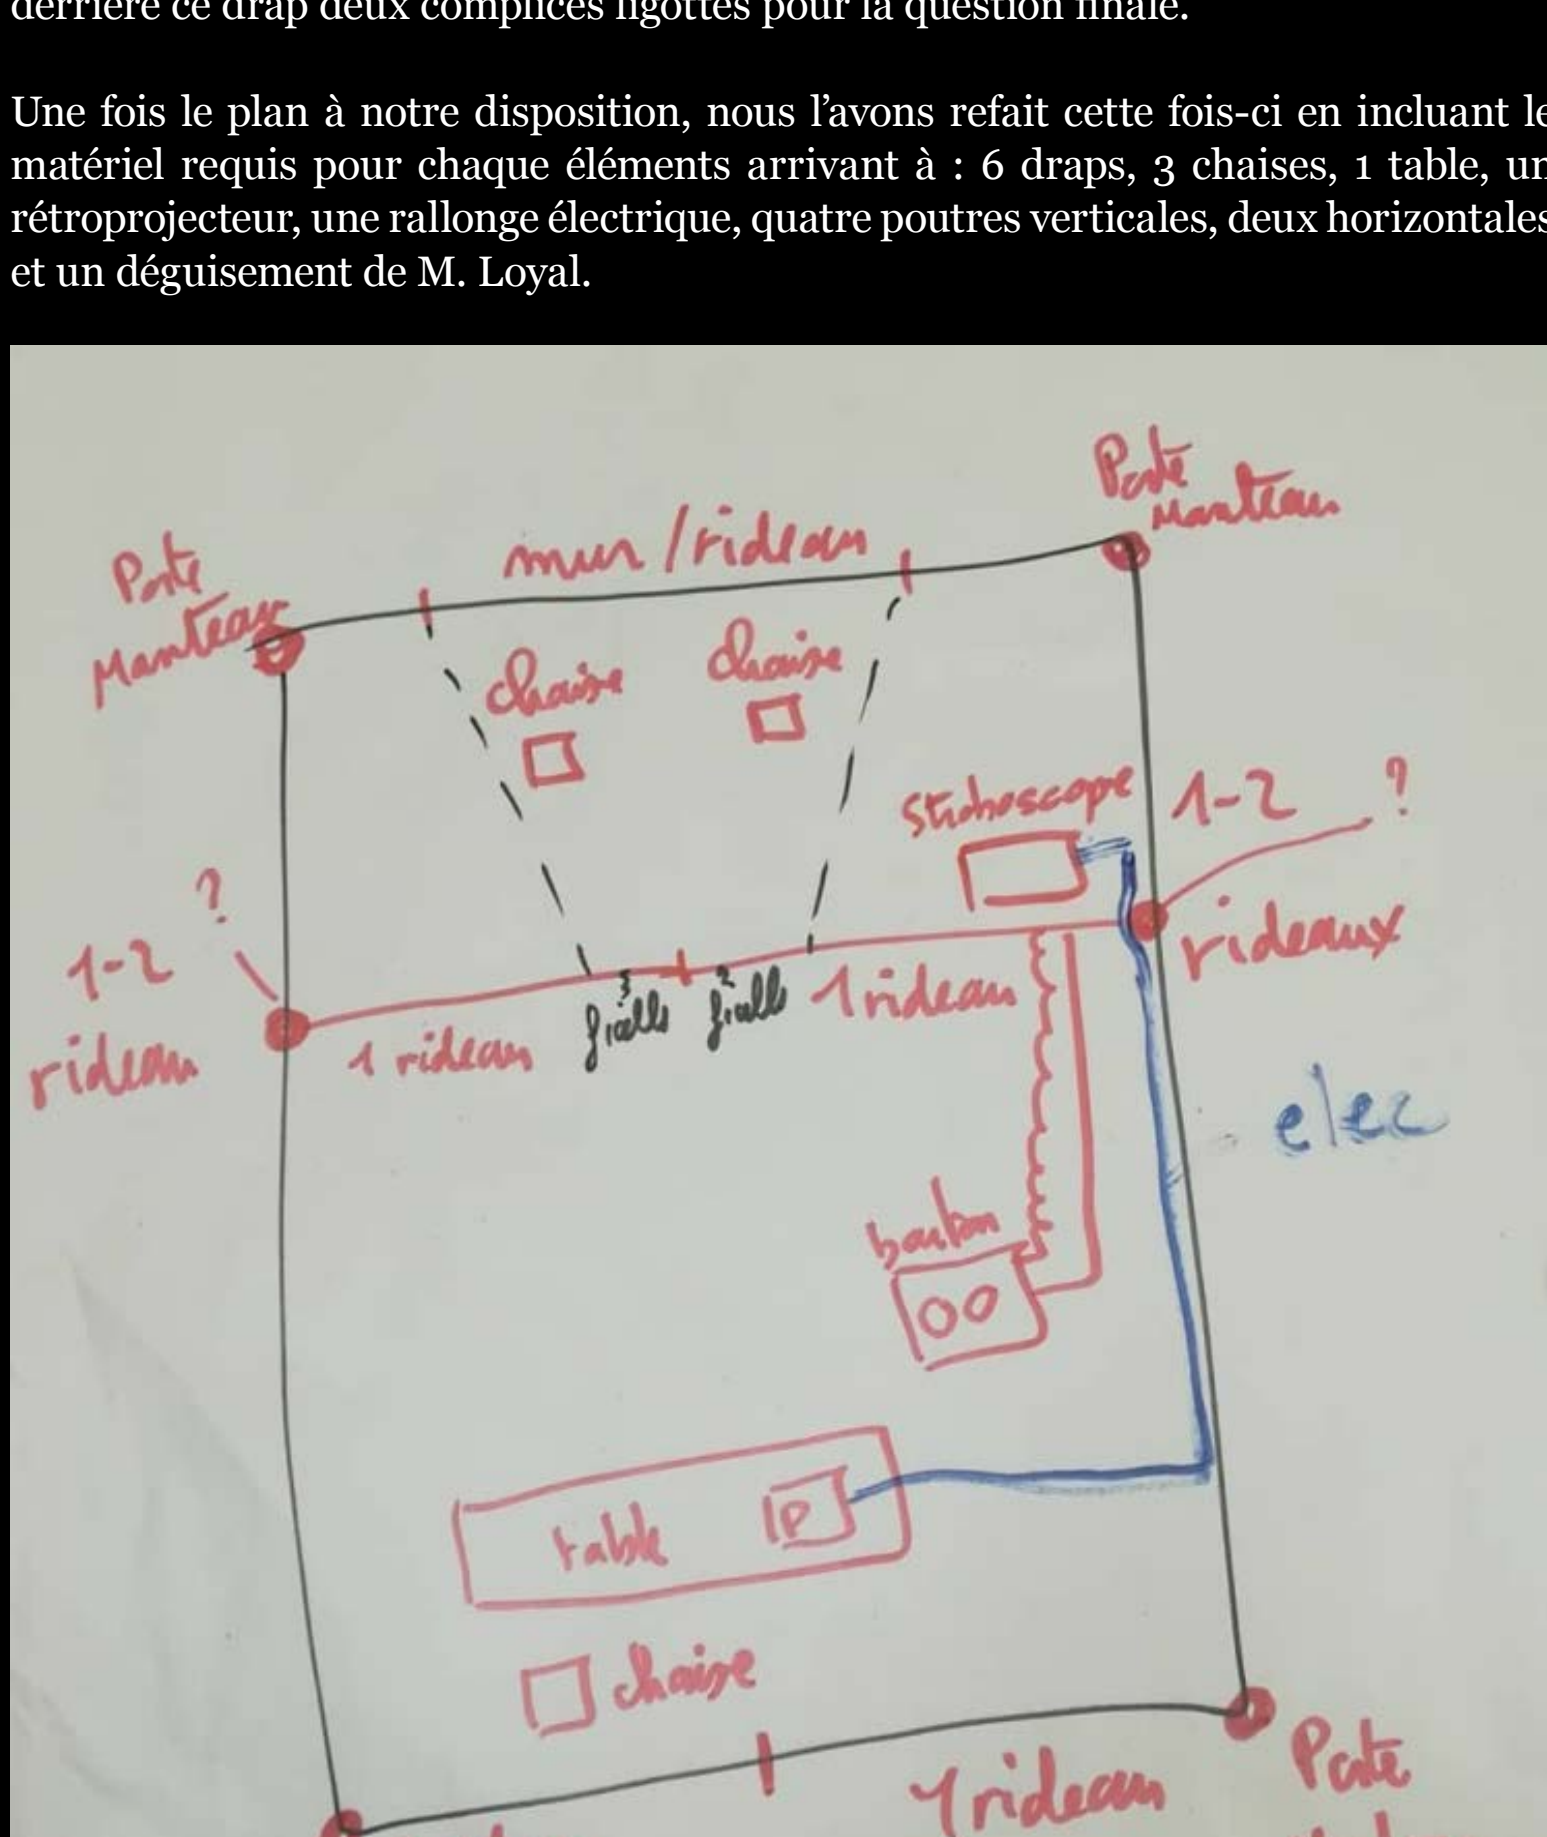 derrière ce drap deux complices ligottés pour la question finale.
Une fois le plan à notre disposition, nous l'avons refait cette fois-ci en incluant le
matériel requis pour chaque éléments arrivant à : 6 draps, 3 chaises, 1 table, un
rétroprojecteur, une rallonge électrique, quatre poutres verticales, deux horizontales
et un déguisement de M. Loyal.
Porte
Manteau
mur / rideau
Porte
Manteau
chaise
chaise
Stroboscope
1-2 ?
rideaux
1-2 ?
rideau
1 rideau
1 rideau
elec
bouton
table
P
chaise
1 rideau
Porte